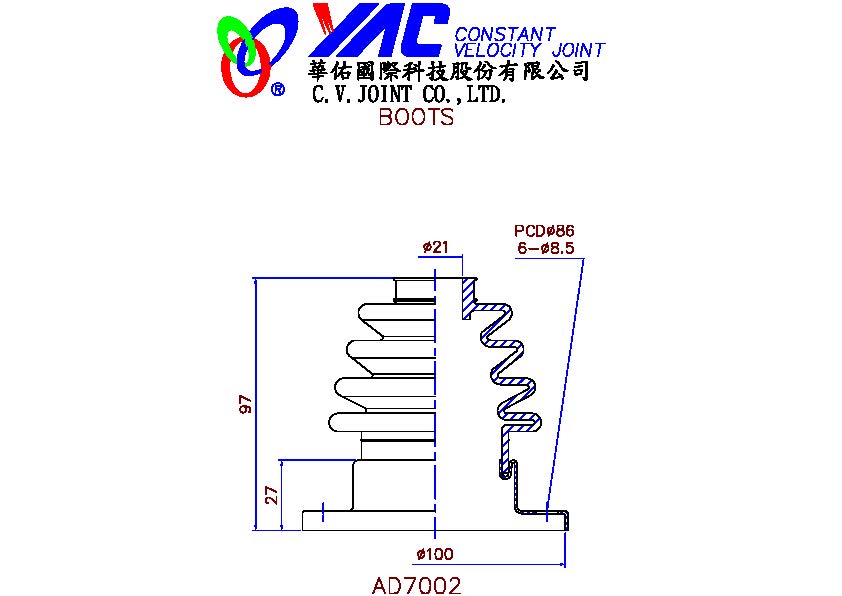 YAC CONSTANT
VELOCITY JOINT
®
華佑國際科技股份有限公司
C.V.JOINT CO.,LTD.
BOOTS
PCDø86
6-ø8.5
ø21
97
27
ø100
AD7002